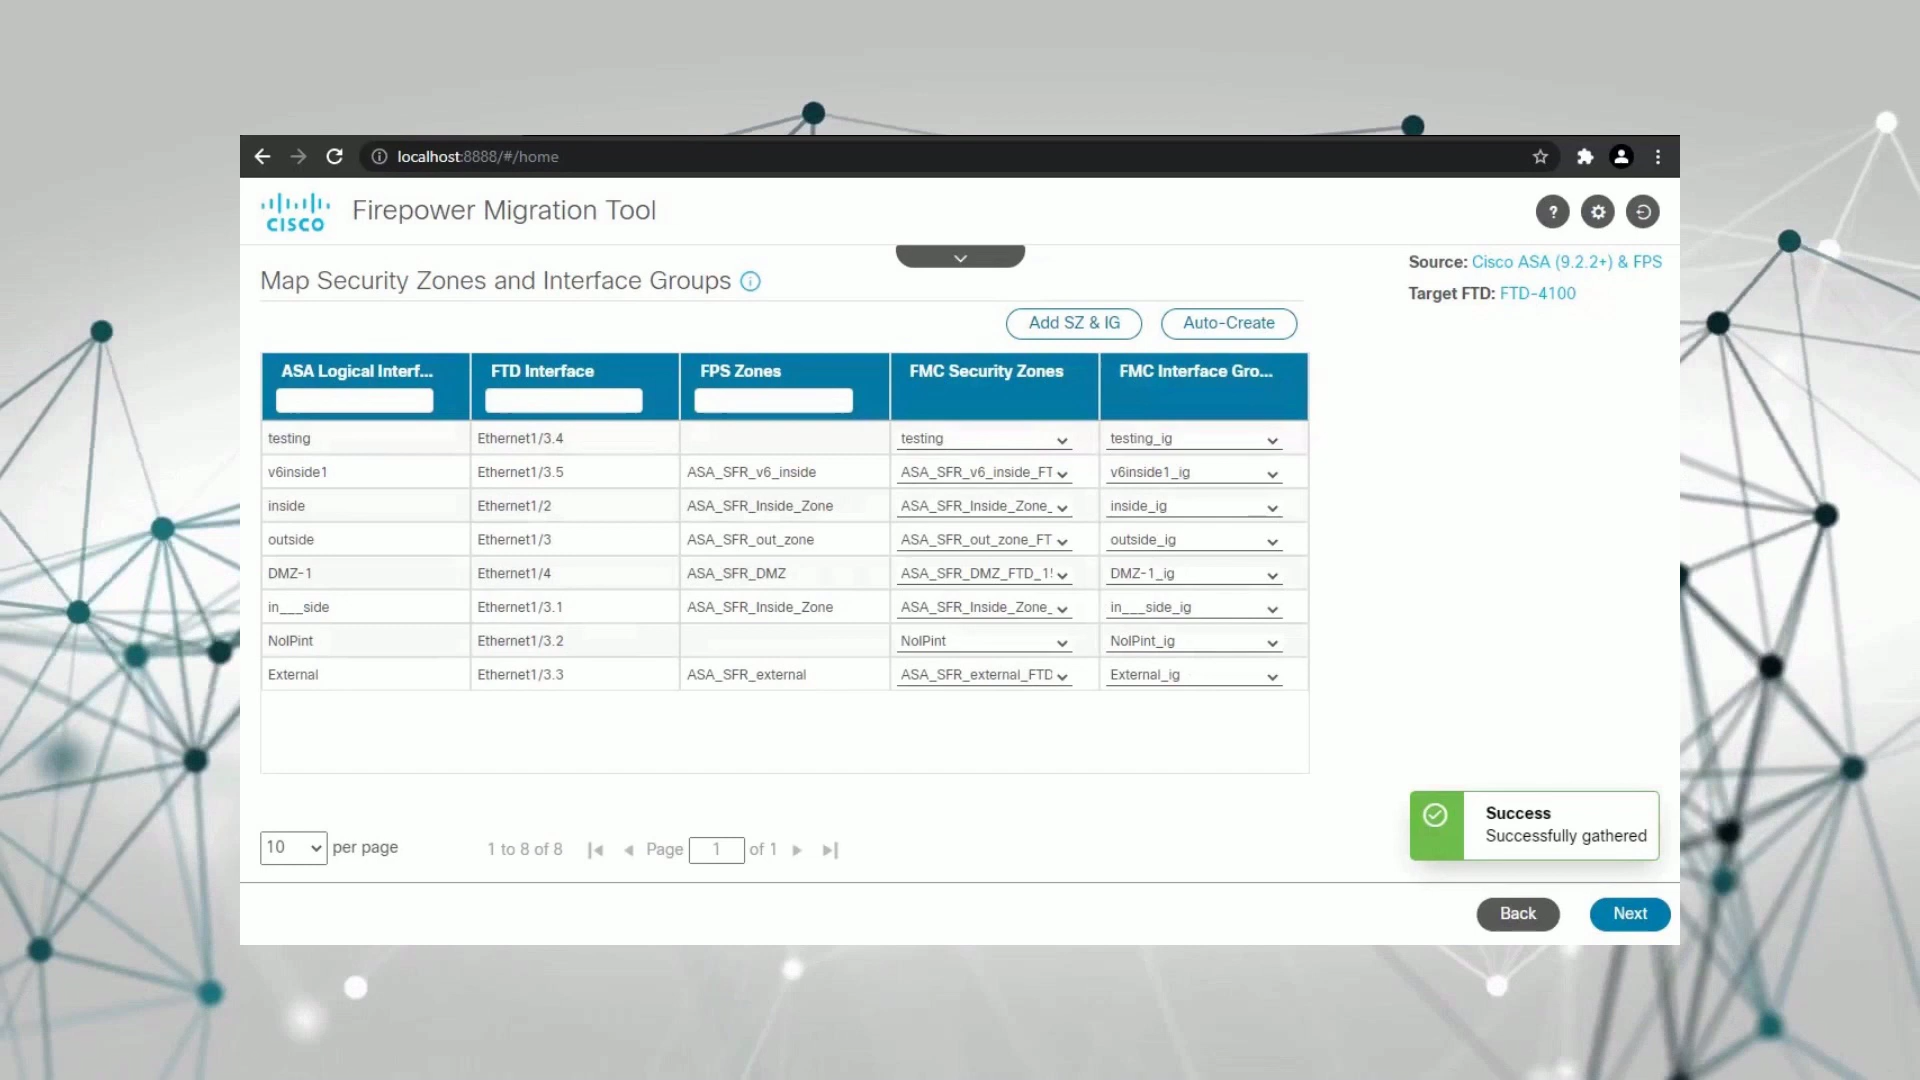 localhost:8888/#/home
CISCO
Firepower Migration Tool
?
Map Security Zones and Interface Groups
Source: Cisco ASA (9.2.2+) & FPS
Target FTD: FTD-4100
Add SZ & IG
Auto-Create
ASA Logical Interf... FTD Interface FPS Zones FMC Security Zones FMC Interface Gro...
testing Ethernet1/3.4 testing testing_ig
v6inside1 Ethernet1/3.5 ASA_SFR_v6_inside ASA_SFR_v6_inside_FT v6inside1_ig
inside Ethernet1/2 ASA_SFR_Inside_Zone ASA_SFR_Inside_Zone_ inside_ig
outside Ethernet1/3 ASA_SFR_out_zone ASA_SFR_out_zone_FT outside_ig
DMZ-1 Ethernet1/4 ASA_SFR_DMZ ASA_SFR_DMZ_FTD_1! DMZ-1_ig
in___side Ethernet1/3.1 ASA_SFR_Inside_Zone ASA_SFR_Inside_Zone_ in___side_ig
NoIPint Ethernet1/3.2 NoIPint NoIPint_ig
External Ethernet1/3.3 ASA_SFR_external ASA_SFR_external_FTD External_ig
10 per page
1 to 8 of 8 Page 1 of 1
Success
Successfully gathered
Back
Next